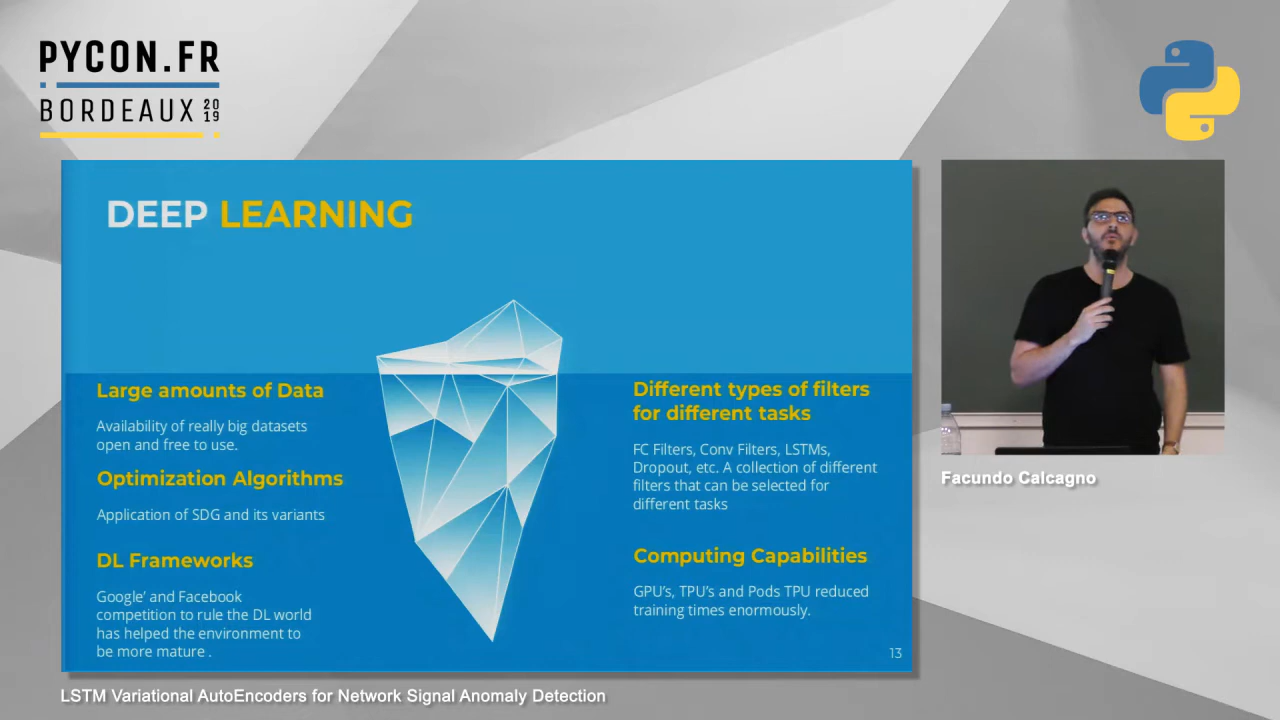 PYCON.FR
BORDEAUX 20
19
DEEP LEARNING
Large amounts of Data
Availability of really big datasets
open and free to use.
Optimization Algorithms
Application of SDG and its variants
DL Frameworks
Google' and Facebook
competition to rule the DL world
has helped the environment to
be more mature .
Different types of filters
for different tasks
FC Filters, Conv Filters, LSTMs,
Dropout, etc. A collection of different
filters that can be selected for
different tasks
Computing Capabilities
GPU's, TPU's and Pods TPU reduced
training times enormously.
13
Facundo Calcagno
LSTM Variational AutoEncoders for Network Signal Anomaly Detection